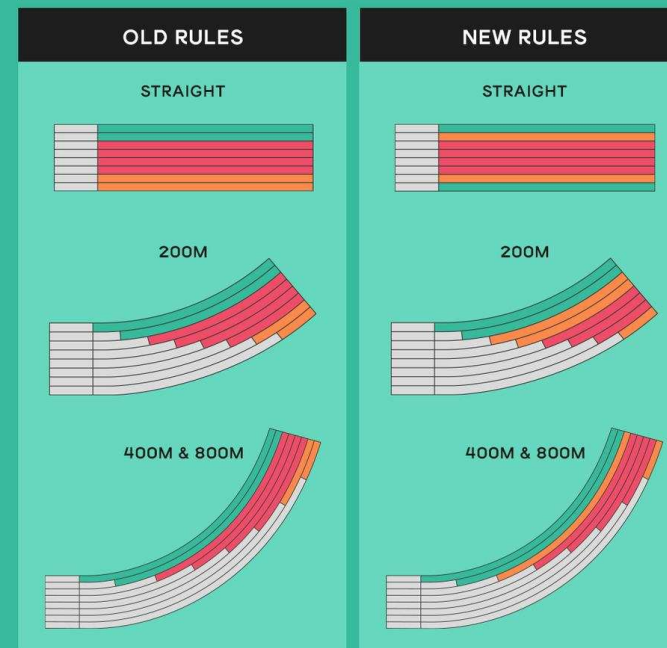 OLD RULES
STRAIGHT
200M
400M & 800M
NEW RULES
STRAIGHT
200M
400M & 800M